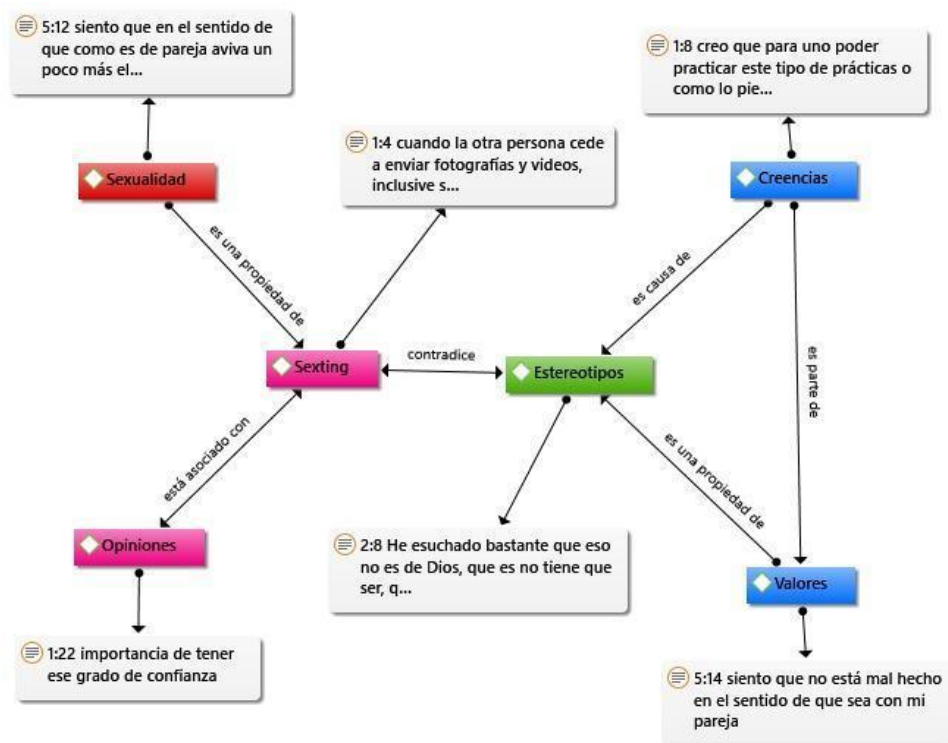 5:12 siento que en el sentido de
que como es de pareja aviva un
poco más el...
1:8 creo que para uno poder
practicar este tipo de prácticas o
como lo pie...
1:4 cuando la otra persona cede
a enviar fotografías y videos,
inclusive s...
Sexualidad
Creencias
es una propiedad de
es causa de
es parte de
Sexting
contradice
Estereotipos
está asociado con
es una propiedad de
Opiniones
2:8 He esuchado bastante que eso
no es de Dios, que es no tiene que
ser, q...
Valores
1:22 importancia de tener
ese grado de confianza
5:14 siento que no está mal hecho
en el sentido de que sea con mi
pareja